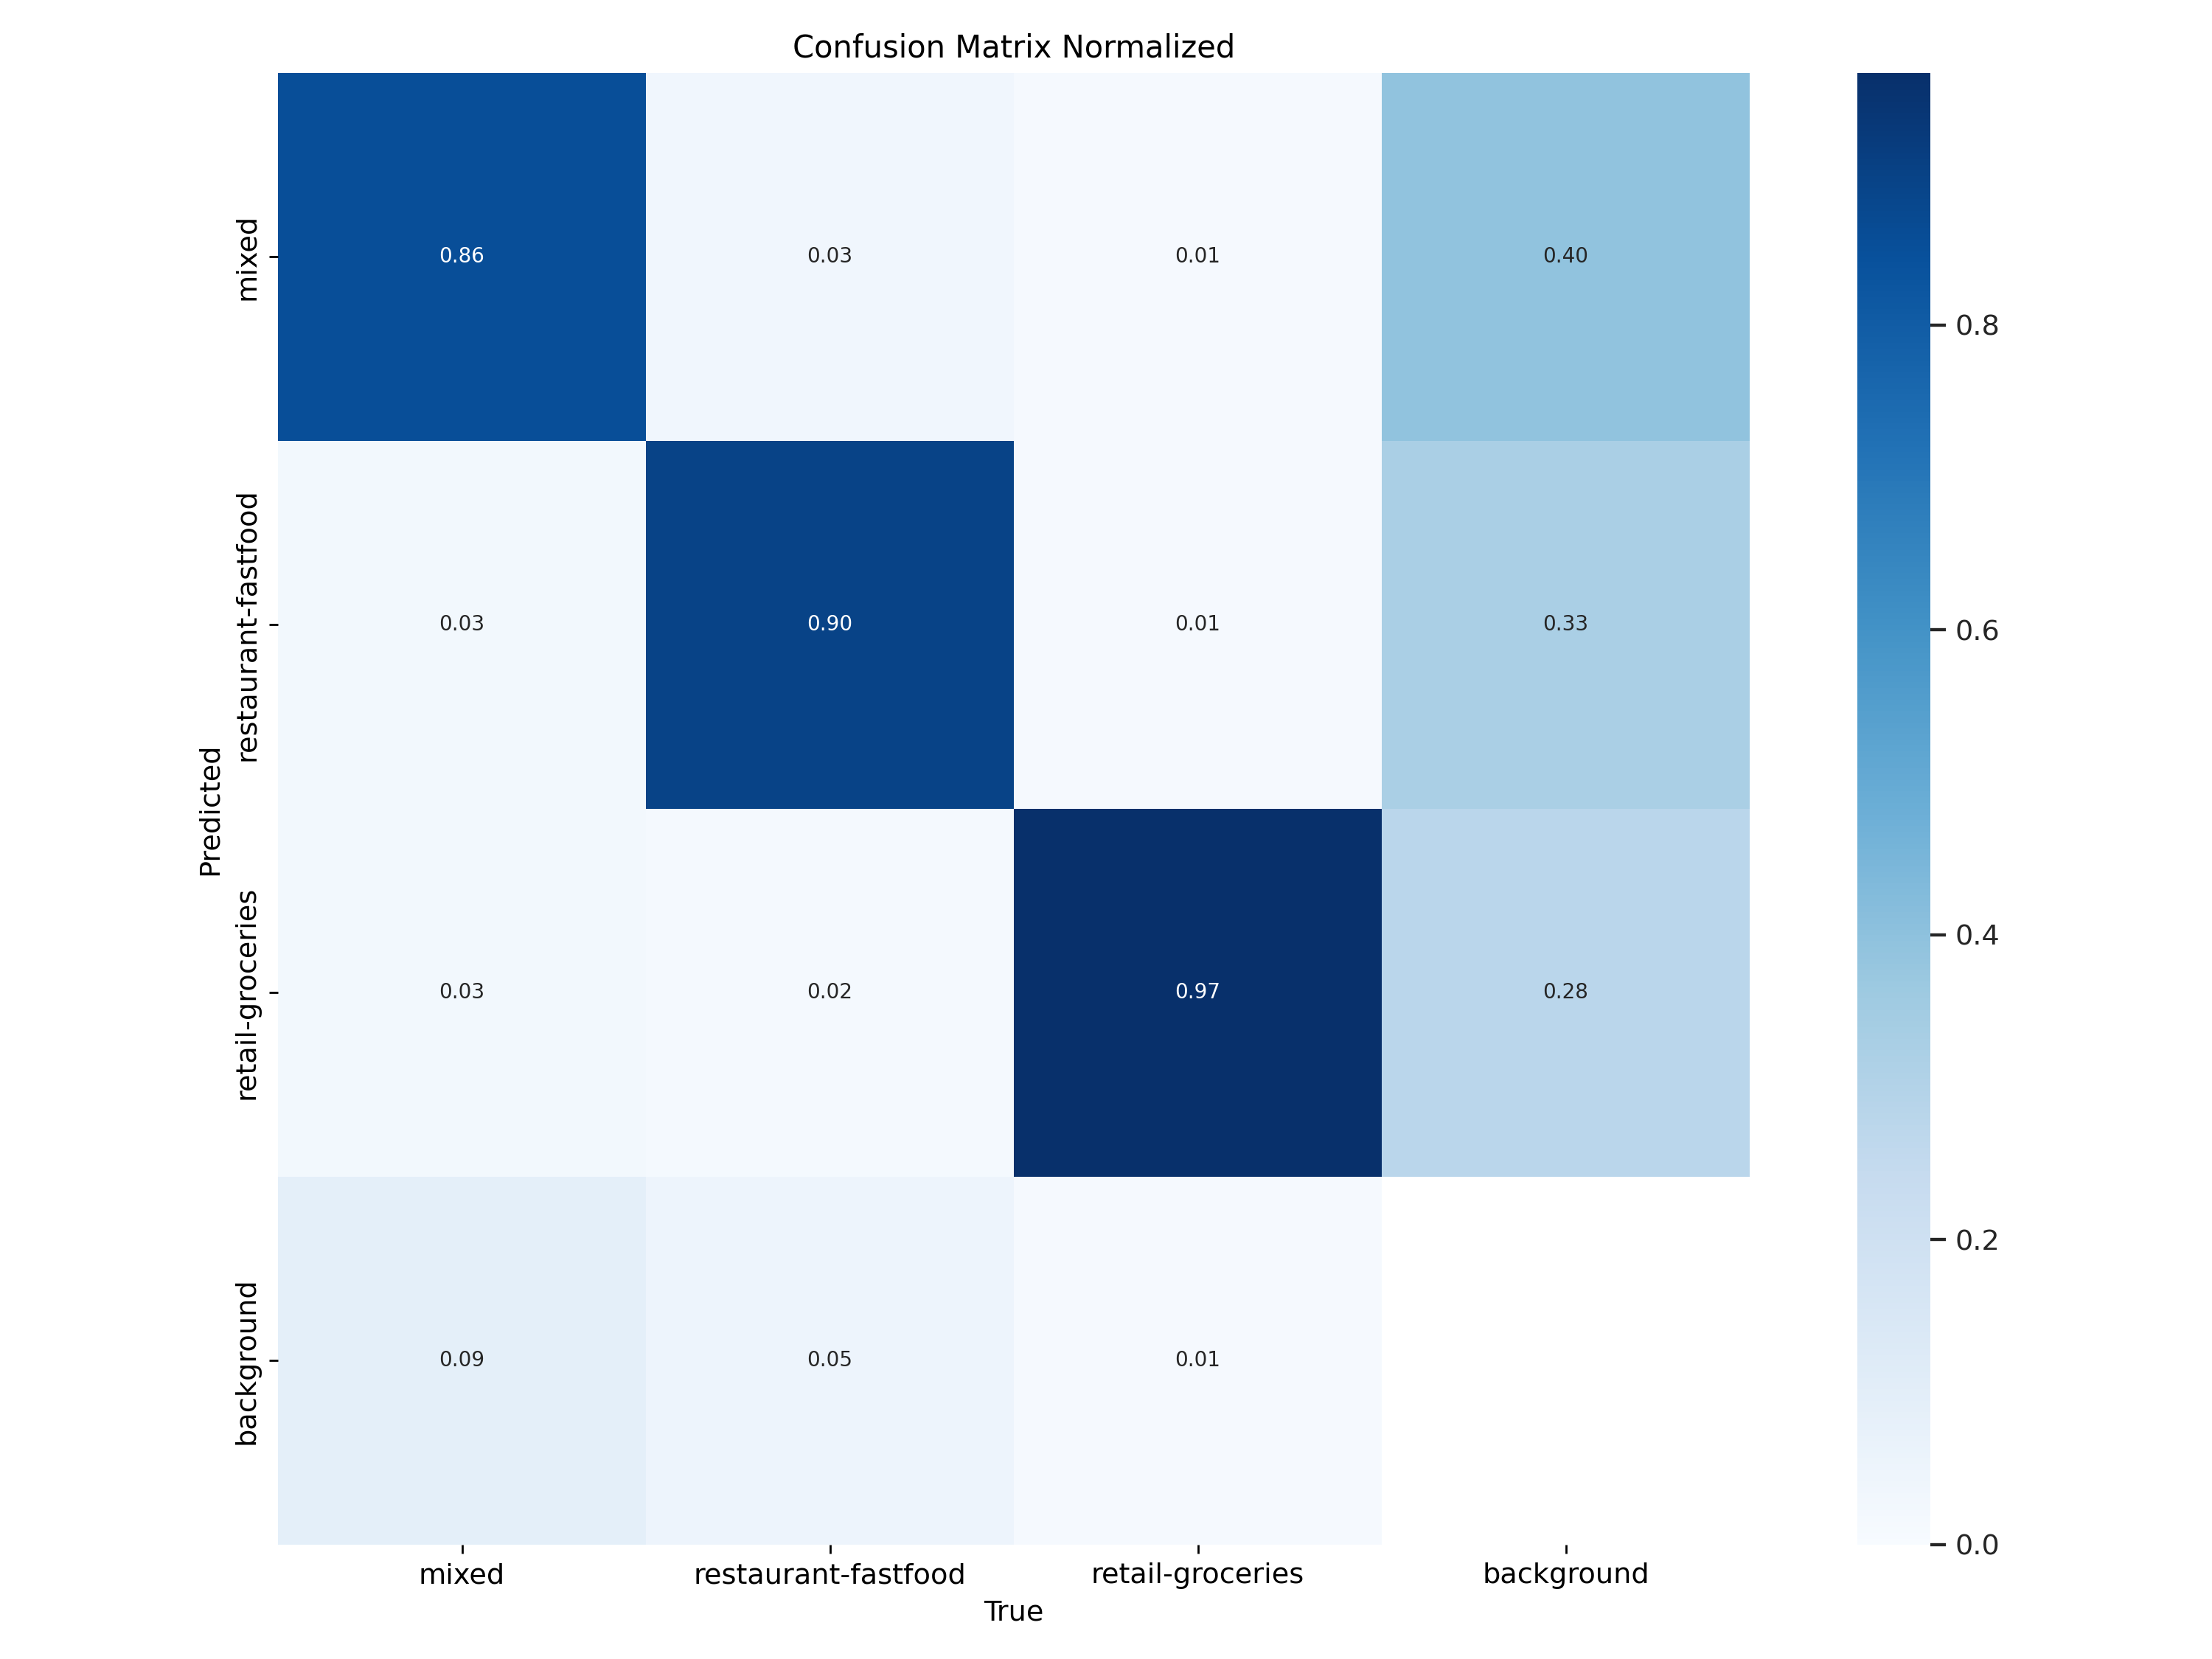 Confusion Matrix Normalized
Predicted
mixed
0.86 0.03 0.01 0.40
restaurant-fastfood
0.03 0.90 0.01 0.33
retail-groceries
0.03 0.02 0.97 0.28
background
0.09 0.05 0.01
mixed restaurant-fastfood retail-groceries background
True
0.8
0.6
0.4
0.2
0.0